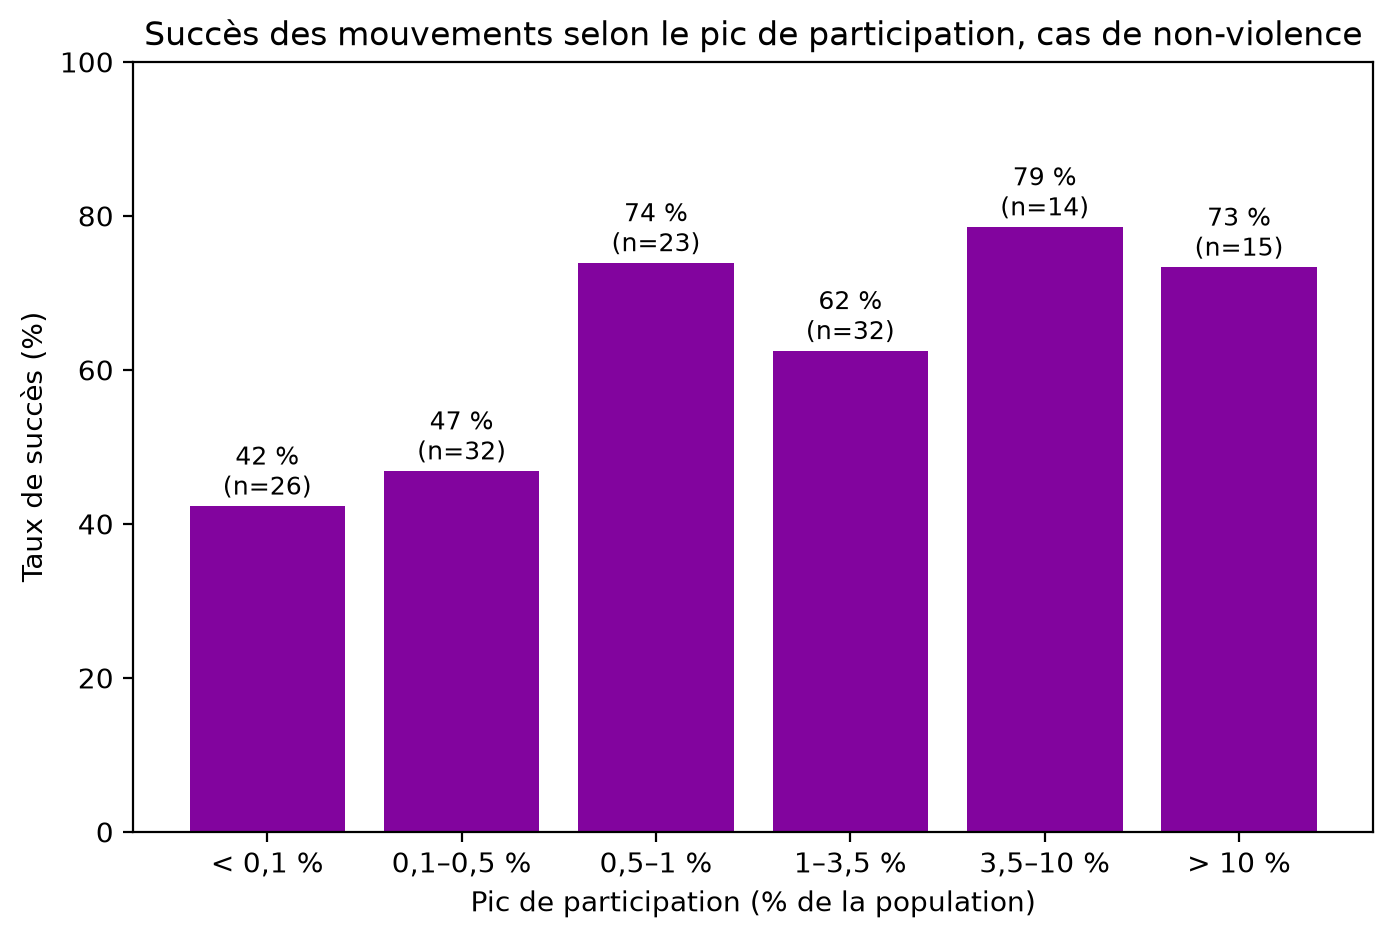 Succès des mouvements selon le pic de participation, cas de non-violence
Taux de succès (%)
100
80
60
40
20
0
42 %
(n=26)
47 %
(n=32)
74 %
(n=23)
62 %
(n=32)
79 %
(n=14)
73 %
(n=15)
< 0,1 %
0,1–0,5 %
0,5–1 %
1–3,5 %
3,5–10 %
> 10 %
Pic de participation (% de la population)